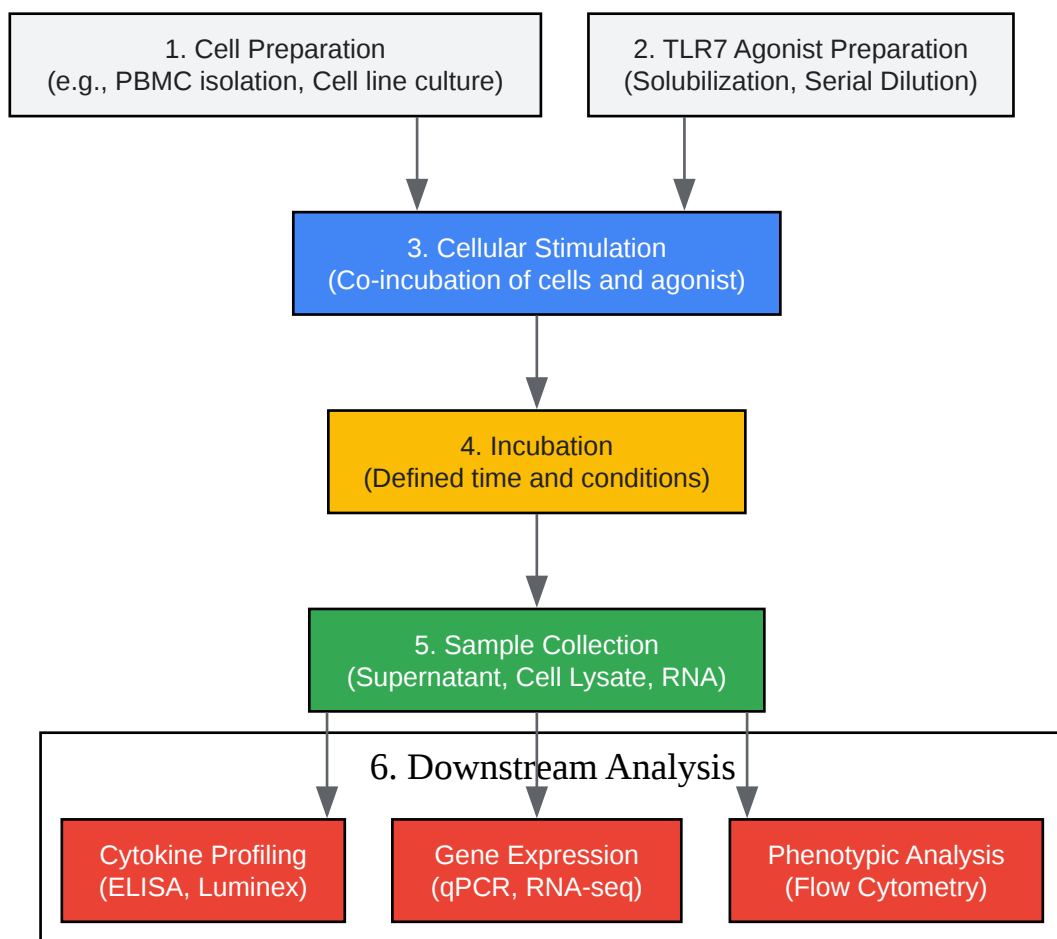 1. Cell Preparation
(e.g., PBMC isolation, Cell line culture)
2. TLR7 Agonist Preparation
(Solubilization, Serial Dilution)
3. Cellular Stimulation
(Co-incubation of cells and agonist)
4. Incubation
(Defined time and conditions)
5. Sample Collection
(Supernatant, Cell Lysate, RNA)
6. Downstream Analysis
Cytokine Profiling
(ELISA, Luminex)
Gene Expression
(qPCR, RNA-seq)
Phenotypic Analysis
(Flow Cytometry)